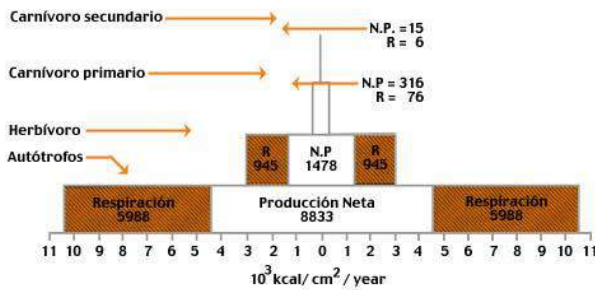 Carnívoro secundario
N.P. = 15
R = 6
Carnívoro primario
N.P = 316
R = 76
Herbívoro
Autótrofos
R
945
N.P
1478
R
945
Respiración
5988
Producción Neta
8833
Respiración
5988
11 10 9 8 7 6 5 4 3 2 1 0 1 2 3 4 5 6 7 8 9 10 11
10³ kcal/ cm² / year